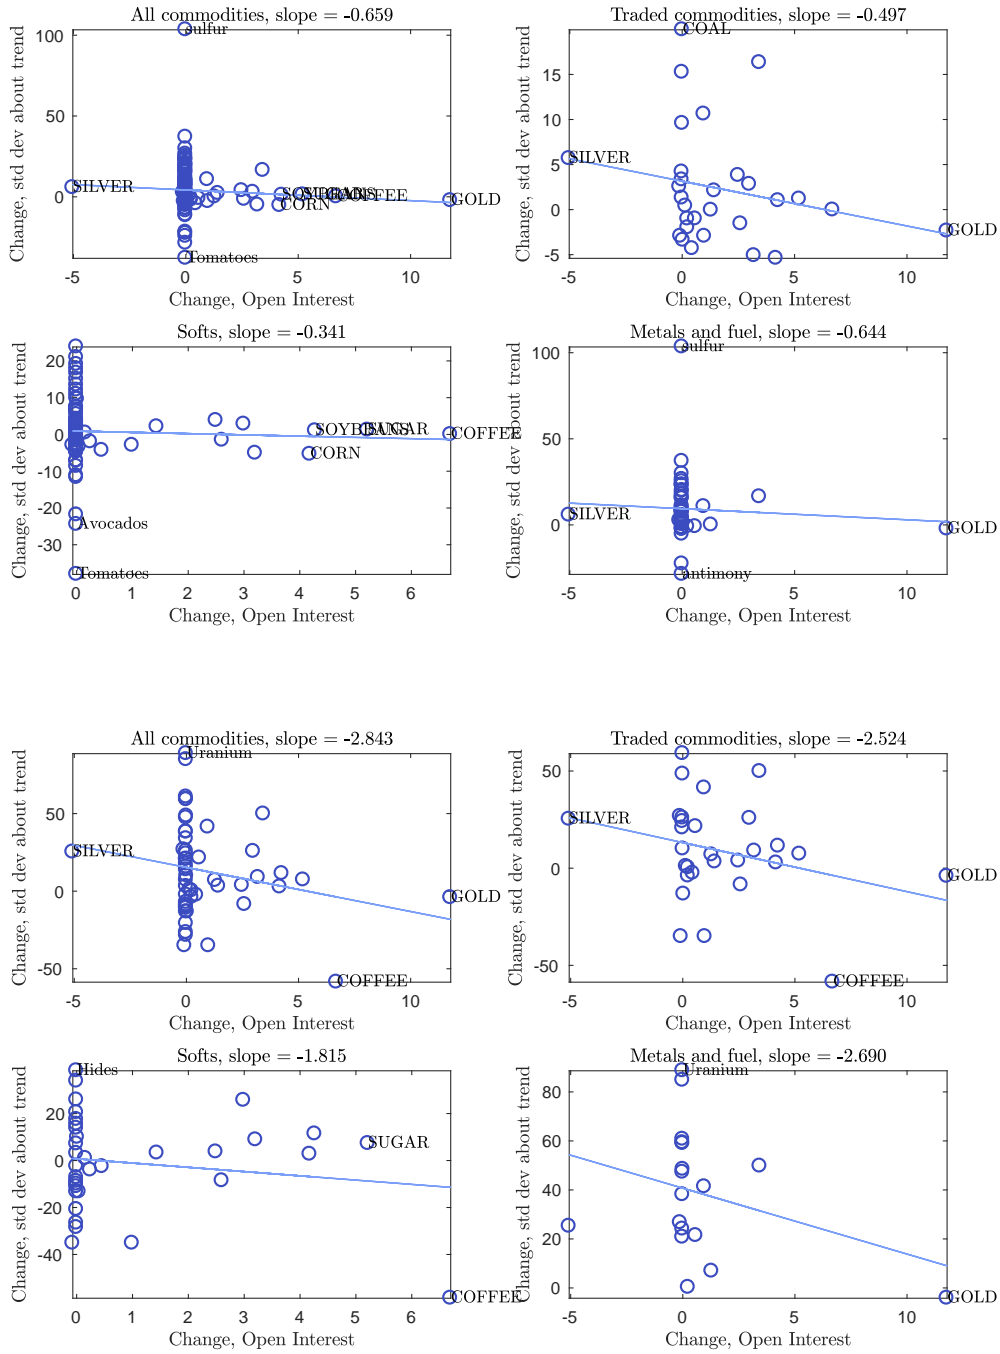 All commodities, slope = -0.659
Change, std dev about trend
100
50
0
sulfur
SILVER
SOYBEANS
SUGAR
COFFEE
CORN
GOLD
Tomatoes
-5
0
5
10
Change, Open Interest
Traded commodities, slope = -0.497
Change, std dev about trend
15
10
5
0
-5
COAL
SILVER
GOLD
-5
0
5
10
Change, Open Interest
Softs, slope = -0.341
Change, std dev about trend
20
10
0
-10
-20
-30
SOYBEANS
SUGAR
COFFEE
CORN
Avocados
Tomatoes
0
1
2
3
4
5
6
Change, Open Interest
Metals and fuel, slope = -0.644
Change, std dev about trend
100
50
0
sulfur
SILVER
GOLD
antimony
-5
0
5
10
Change, Open Interest
All commodities, slope = -2.843
Change, std dev about trend
50
0
-50
Uranium
SILVER
GOLD
COFFEE
-5
0
5
10
Change, Open Interest
Traded commodities, slope = -2.524
Change, std dev about trend
50
0
-50
SILVER
GOLD
COFFEE
-5
0
5
10
Change, Open Interest
Softs, slope = -1.815
Change, std dev about trend
20
0
-20
-40
Hides
SUGAR
COFFEE
0
1
2
3
4
5
6
Change, Open Interest
Metals and fuel, slope = -2.690
Change, std dev about trend
80
60
40
20
0
Uranium
GOLD
-5
0
5
10
Change, Open Interest